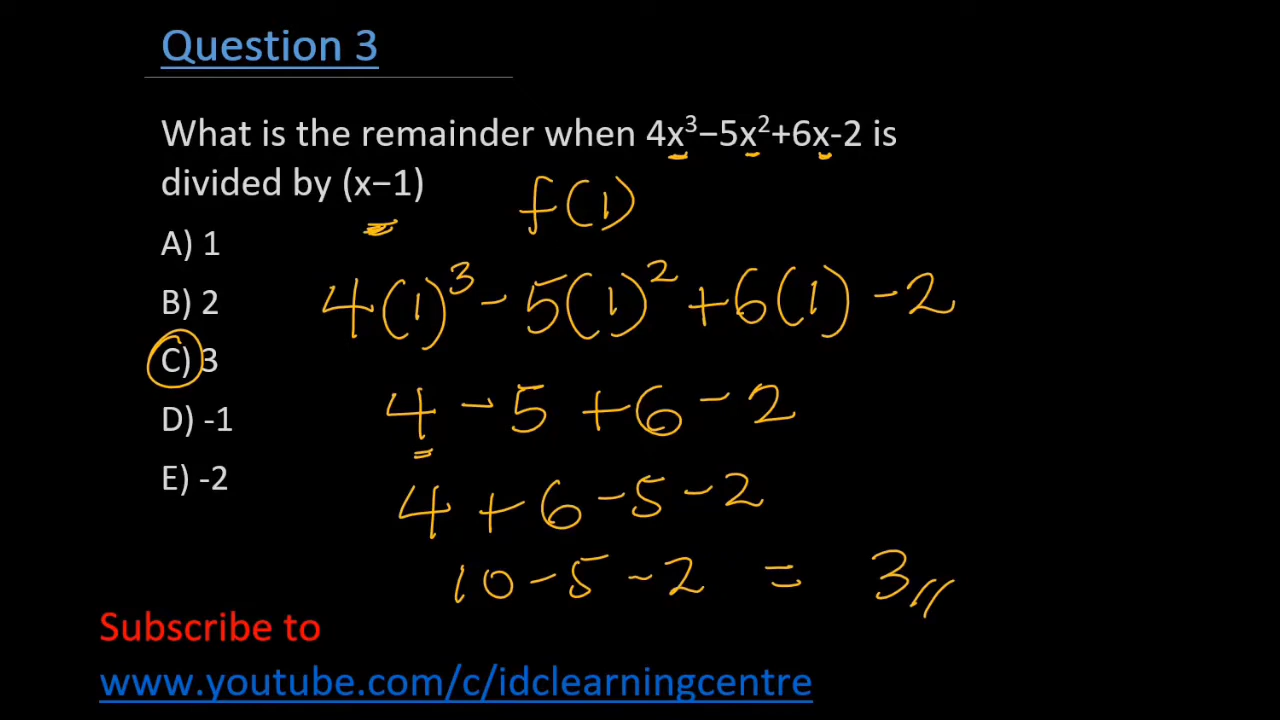 Question 3
What is the remainder when 4x³−5x²+6x-2 is
divided by (x−1)
f(1)
A) 1
4(1)³ - 5(1)² + 6(1) - 2
B) 2
C) 3
4 - 5 + 6 - 2
D) -1
E) -2
4 + 6 - 5 - 2
10 - 5 - 2 = 3
Subscribe to
www.youtube.com/c/idclearningcentre